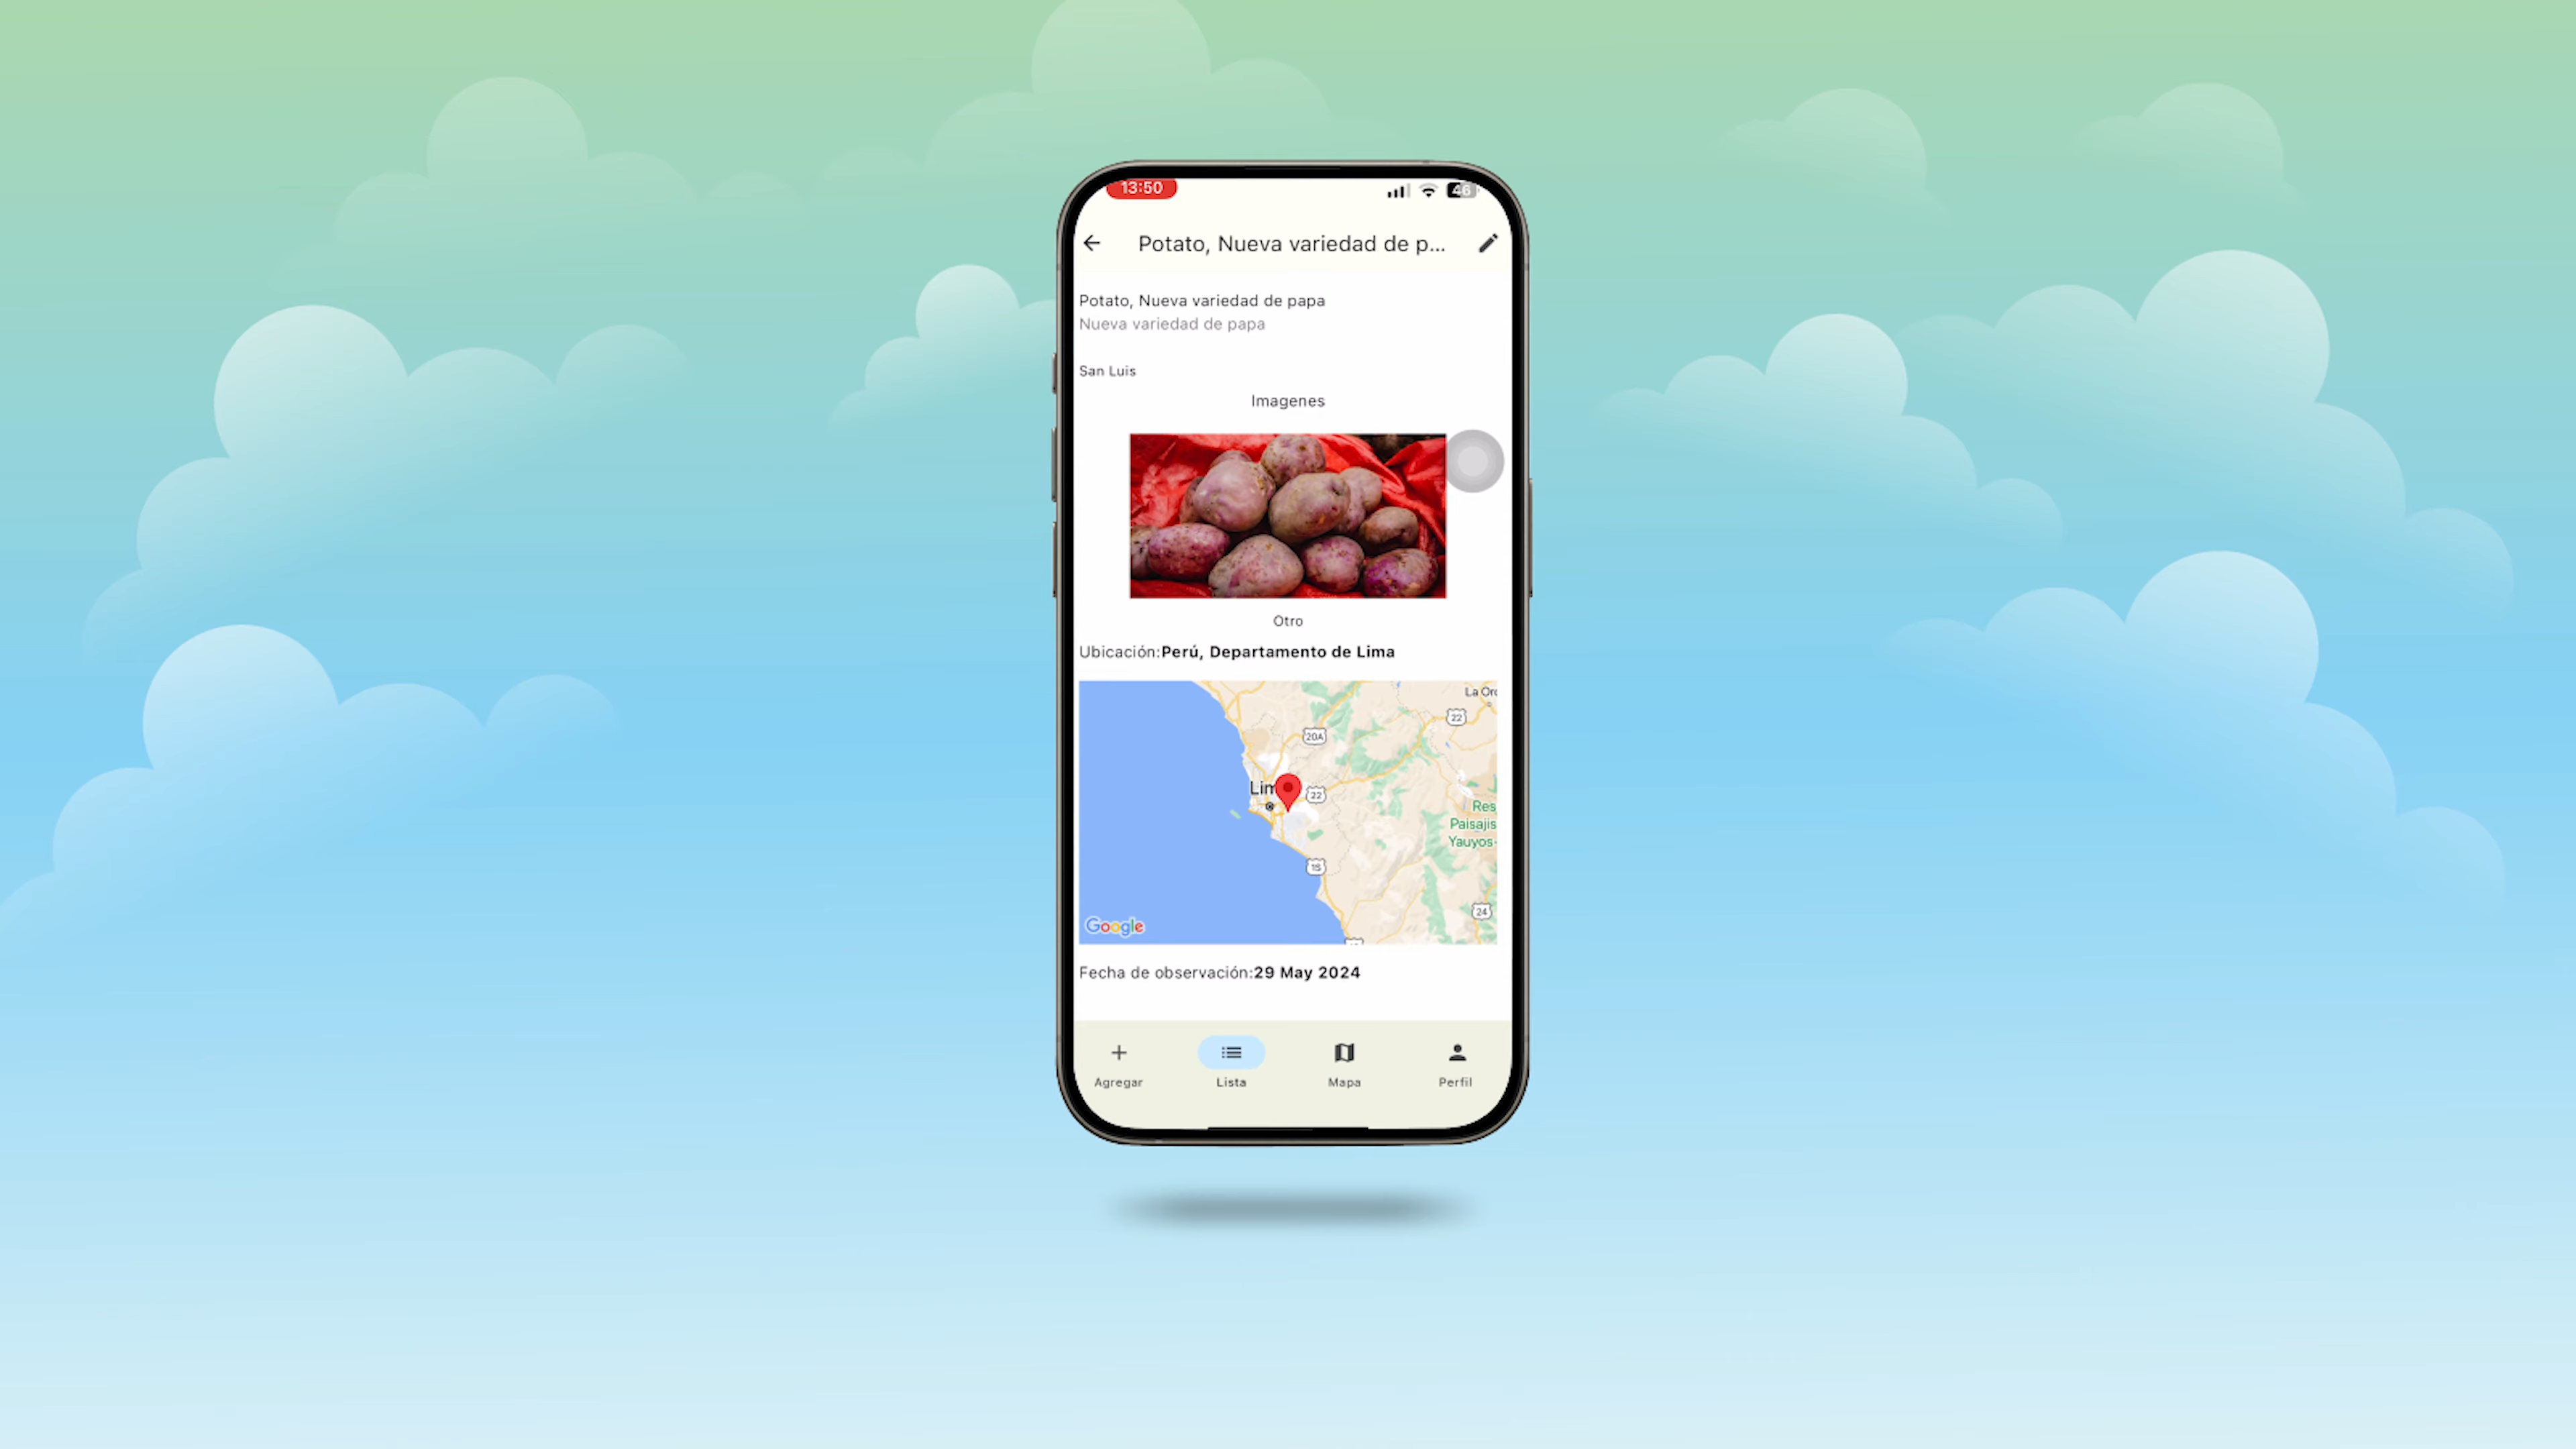 13:50
46
Potato, Nueva variedad de p...
Potato, Nueva variedad de papa
Nueva variedad de papa
San Luis
Imagenes
Otro
Ubicación:Perú, Departamento de Lima
La Oro
22
20A
Lim
22
Res
Paisajis
Yauyos-
1S
24
Google
Fecha de observación:29 May 2024
Agregar
Lista
Mapa
Perfil